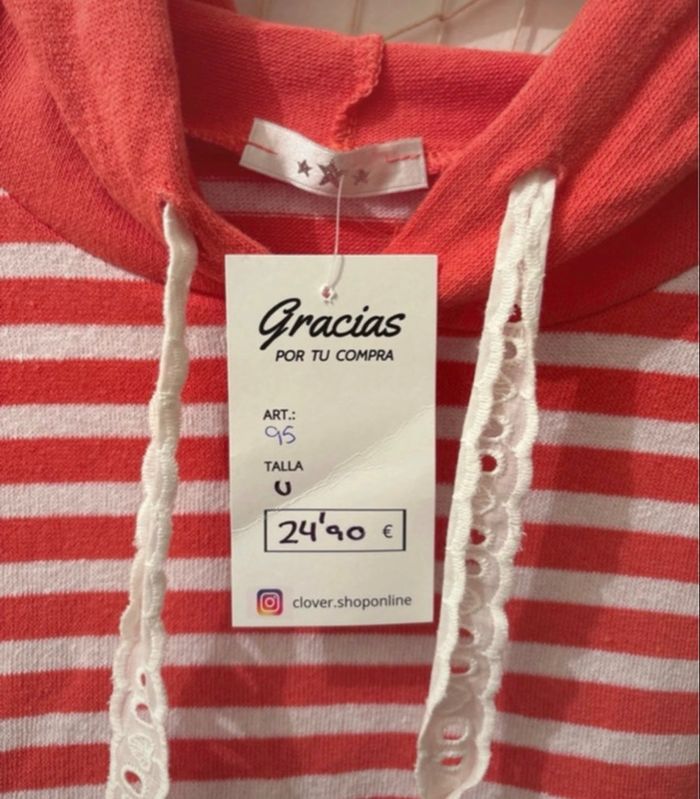 Gracias
POR TU COMPRA
ART.:
95
TALLA
U
24'90 €
clover.shoponline